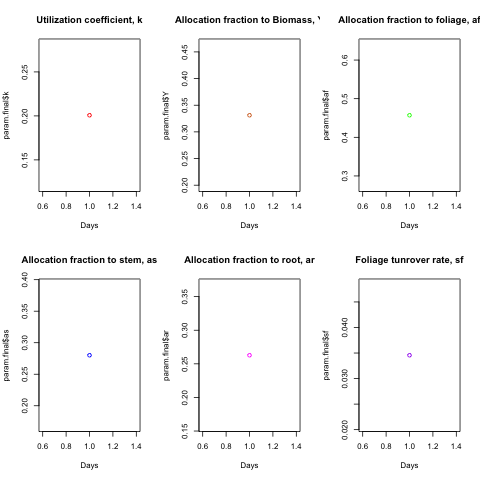 Utilization coefficient, k
Allocation fraction to Biomass, Y
Allocation fraction to foliage, af
param.final$k
0.15 0.20 0.25
0.6 0.8 1.0 1.2 1.4
Days
param.final$Y
0.20 0.25 0.30 0.35 0.40 0.45
0.6 0.8 1.0 1.2 1.4
Days
param.final$af
0.3 0.4 0.5 0.6
0.6 0.8 1.0 1.2 1.4
Days
Allocation fraction to stem, as
Allocation fraction to root, ar
Foliage tunrover rate, sf
param.final$as
0.20 0.25 0.30 0.35 0.40
0.6 0.8 1.0 1.2 1.4
Days
param.final$ar
0.15 0.20 0.25 0.30 0.35
0.6 0.8 1.0 1.2 1.4
Days
param.final$sf
0.020 0.030 0.040
0.6 0.8 1.0 1.2 1.4
Days